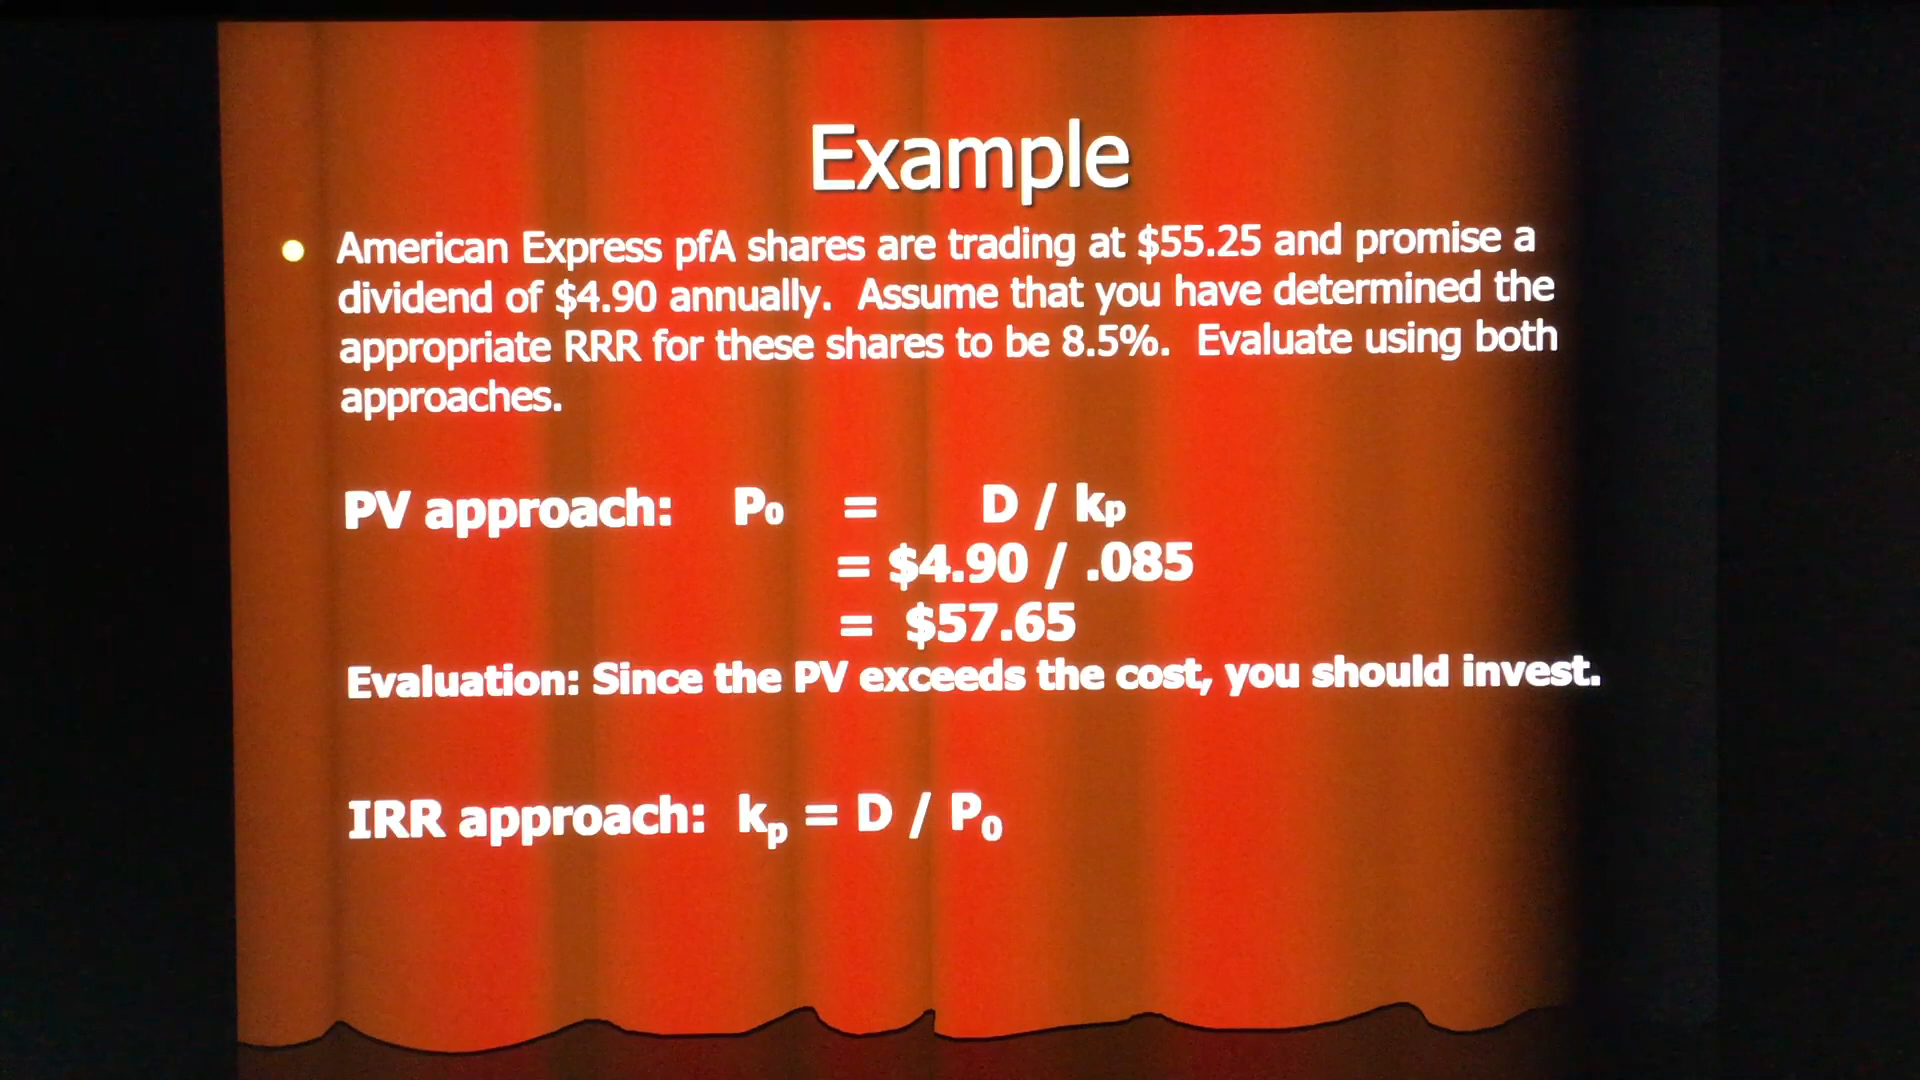 Example
American Express pfA shares are trading at $55.25 and promise a
dividend of $4.90 annually. Assume that you have determined the
appropriate RRR for these shares to be 8.5%. Evaluate using both
approaches.
PV approach: P₀ = D / kₚ
= $4.90 / .085
= $57.65
Evaluation: Since the PV exceeds the cost, you should invest.
IRR approach: kₚ = D / P₀